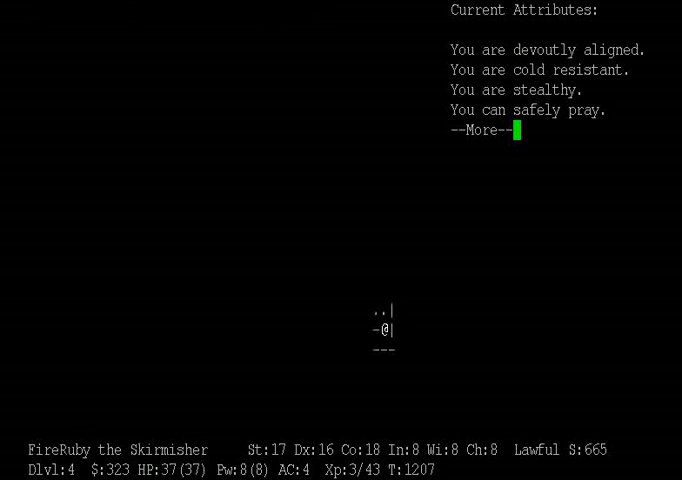 Current Attributes:
You are devoutly aligned.
You are cold resistant.
You are stealthy.
You can safely pray.
--More--
..|
-@|
---
FireRuby the Skirmisher St:17 Dx:16 Co:18 In:8 Wi:8 Ch:8 Lawful S:665
Dlvl:4 $:323 HP:37(37) Pw:8(8) AC:4 Xp:3/43 T:1207